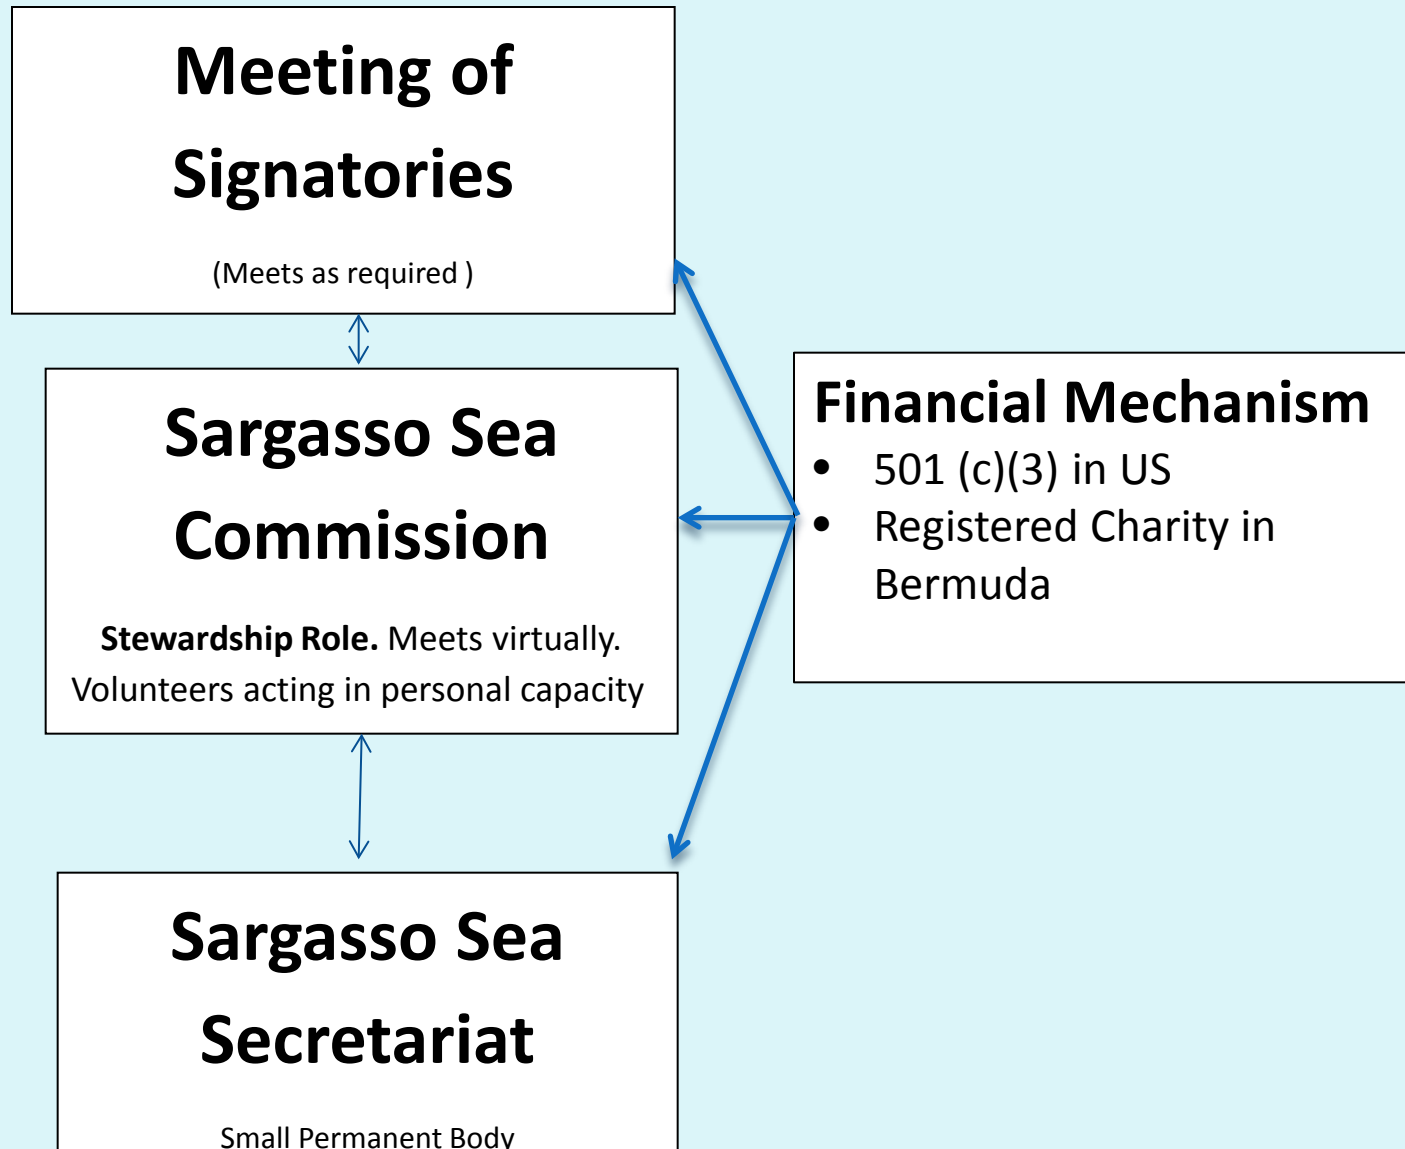 Meeting of
Signatories
(Meets as required )
Sargasso Sea
Commission
Stewardship Role. Meets virtually.
Volunteers acting in personal capacity
Sargasso Sea
Secretariat
Small Permanent Body
Financial Mechanism
• 501 (c)(3) in US
• Registered Charity in
Bermuda